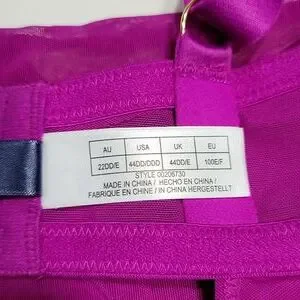 AU USA UK EU
22DD/E 44DD/DDD 44DD/E 100E/F
STYLE 00206730
MADE IN CHINA / HECHO EN CHINA /
FABRIQUE EN CHINE / IN CHINA HERGESTELLT